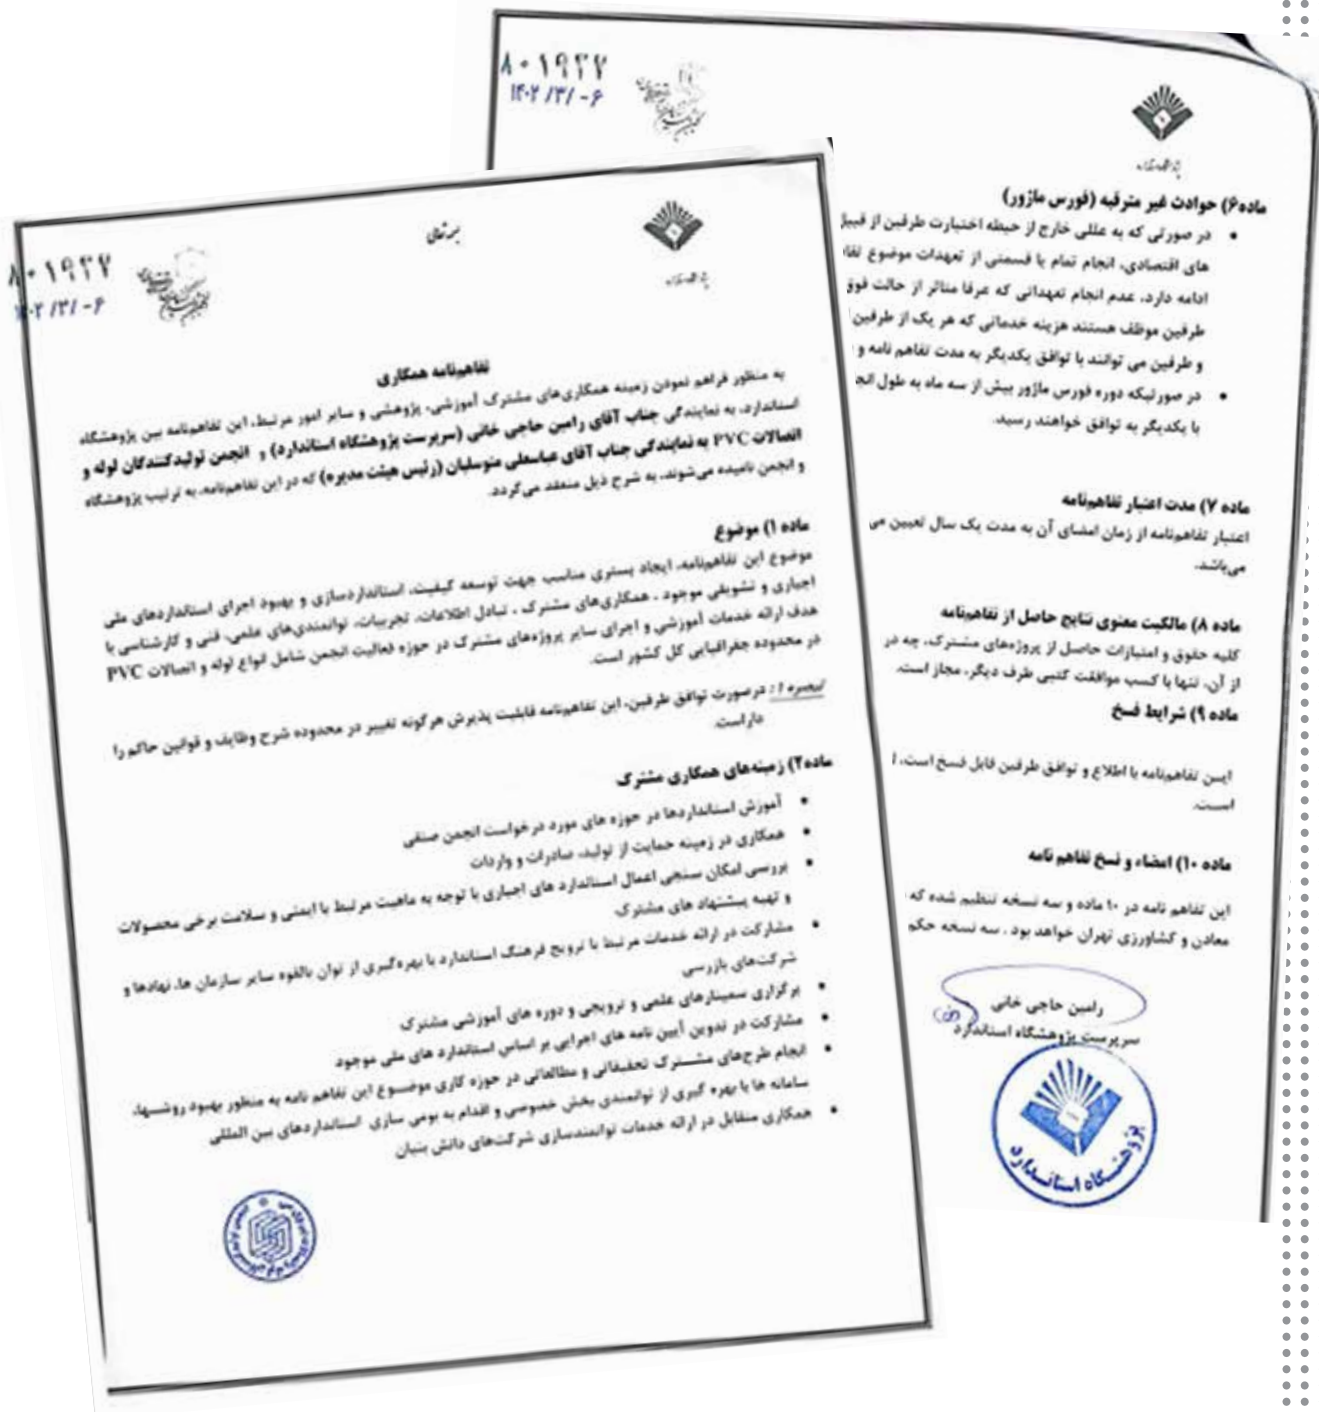 ۸۰۱۹۲۷
۱۴۰۲/۳/-۶
بسمه تعالی
تفاهم‌نامه همکاری
به منظور فراهم نمودن زمینه همکاری‌های مشترک آموزشی، پژوهشی و سایر امور مرتبط، این تفاهم‌نامه بین پژوهشگاه
استاندارد، به نمایندگی جناب آقای رامین حاجی خانی (سرپرست پژوهشگاه استاندارد) و انجمن تولیدکنندگان لوله و
اتصالات PVC به نمایندگی جناب آقای عباسعلی متوسلیان (رئیس هیئت مدیره) که در این تفاهم‌نامه، به ترتیب پژوهشگاه
و انجمن نامیده می‌شوند، به شرح ذیل منعقد می‌گردد.
ماده ۱) موضوع
موضوع این تفاهم‌نامه، ایجاد بستری مناسب جهت توسعه کیفیت، استانداردسازی و بهبود اجرای استانداردهای ملی
اجباری و تشویقی موجود ، همکاری‌های مشترک ، تبادل اطلاعات، تجربیات، توانمندی‌های علمی، فنی و کارشناسی با
هدف ارائه خدمات آموزشی و اجرای سایر پروژه‌های مشترک در حوزه فعالیت انجمن شامل انواع لوله و اتصالات PVC
در محدوده جغرافیایی کل کشور است.
تبصره ۱: درصورت توافق طرفین، این تفاهم‌نامه قابلیت پذیرش هرگونه تغییر در محدوده شرح وظایف و قوانین حاکم را
داراست.
ماده۲) زمینه‌های همکاری مشترک
• آموزش استانداردها در حوزه های مورد درخواست انجمن صنفی
• همکاری در زمینه حمایت از تولید، صادرات و واردات
• بررسی امکان سنجی اعمال استاندارد های اجباری با توجه به ماهیت مرتبط با ایمنی و سلامت برخی محصولات
و تهیه پیشنهاد های مشترک
• مشارکت در ارائه خدمات مرتبط با ترویج فرهنگ استاندارد با بهره‌گیری از توان بالقوه سایر سازمان ها، نهادها و
شرکت‌های بازرسی
• برگزاری سمینارهای علمی و ترویجی و دوره های آموزشی مشترک
• مشارکت در تدوین آیین نامه های اجرایی بر اساس استاندارد های ملی موجود
• انجام طرح‌های مشترک تحقیقاتی و مطالعاتی در حوزه کاری موضوع این تفاهم نامه به منظور بهبود روشها،
سامانه ها با بهره گیری از توانمندی بخش خصوصی و اقدام به بومی سازی استانداردهای بین المللی
• همکاری متقابل در ارائه خدمات توانمندسازی شرکت‌های دانش بنیان
۸۰۱۹۲۷
۱۴۰۲/۳/-۶
ماده۶) حوادث غیر مترقبه (فورس ماژور)
• در صورتی که به عللی خارج از حیطه اختیارت طرفین از قبیل
های اقتصادی، انجام تمام یا قسمتی از تعهدات موضوع
ادامه دارد، عدم انجام تعهداتی که عرفا متاثر از حالت فوق
طرفین موظف هستند هزینه خدماتی که هر یک از طرفین
و طرفین می توانند با توافق یکدیگر به مدت تفاهم نامه و
• در صورتیکه دوره فورس ماژور بیش از سه ماه به طول
با یکدیگر به توافق خواهند رسید.
ماده ۷) مدت اعتبار تفاهم‌نامه
اعتبار تفاهم‌نامه از زمان امضای آن به مدت یک سال تعیین می
می‌باشد.
ماده ۸) مالکیت معنوی نتایج حاصل از تفاهم‌نامه
کلیه حقوق و امتیازات حاصل از پروژه‌های مشترک، چه در
از آن، تنها با کسب موافقت کتبی طرف دیگر، مجاز است.
ماده ۹) شرایط فسخ
ایـن تفاهم‌نامه با اطلاع و توافق طرفین قابل فسخ است،
اسـت.
ماده ۱۰) امضاء و نسخ تفاهم نامه
این تفاهم نامه در ۱۰ ماده و سه نسخه تنظیم شده که
معادن و کشاورزی تهران خواهد بود . سه نسخه حکم
رامین حاجی خانی
سرپرست پژوهشگاه استاندارد
پژوهشگاه استاندارد